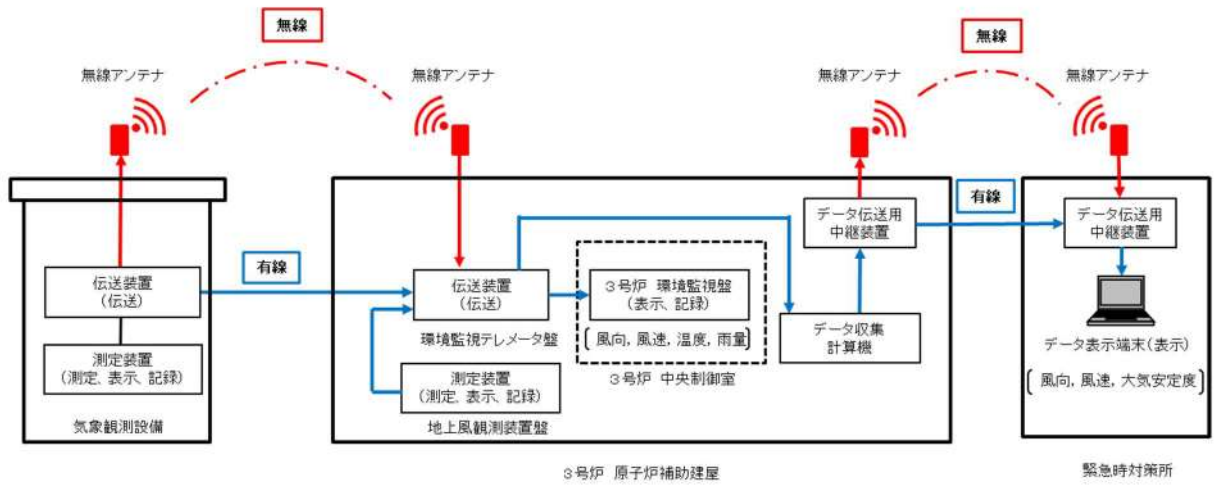 無線
無線
無線アンテナ
無線アンテナ
無線アンテナ
無線アンテナ
有線
有線
伝送装置
(伝送)
測定装置
(測定、表示、記録)
気象観測設備
伝送装置
(伝送)
環境監視テレメータ盤
測定装置
(測定、表示、記録)
地上風観測装置盤
3号炉 環境監視盤
(表示、記録)
〔風向,風速,温度,雨量〕
3号炉 中央制御室
データ伝送用
中継装置
データ収集
計算機
3号炉 原子炉補助建屋
データ伝送用
中継装置
データ表示端末(表示)
〔風向,風速,大気安定度〕
緊急時対策所